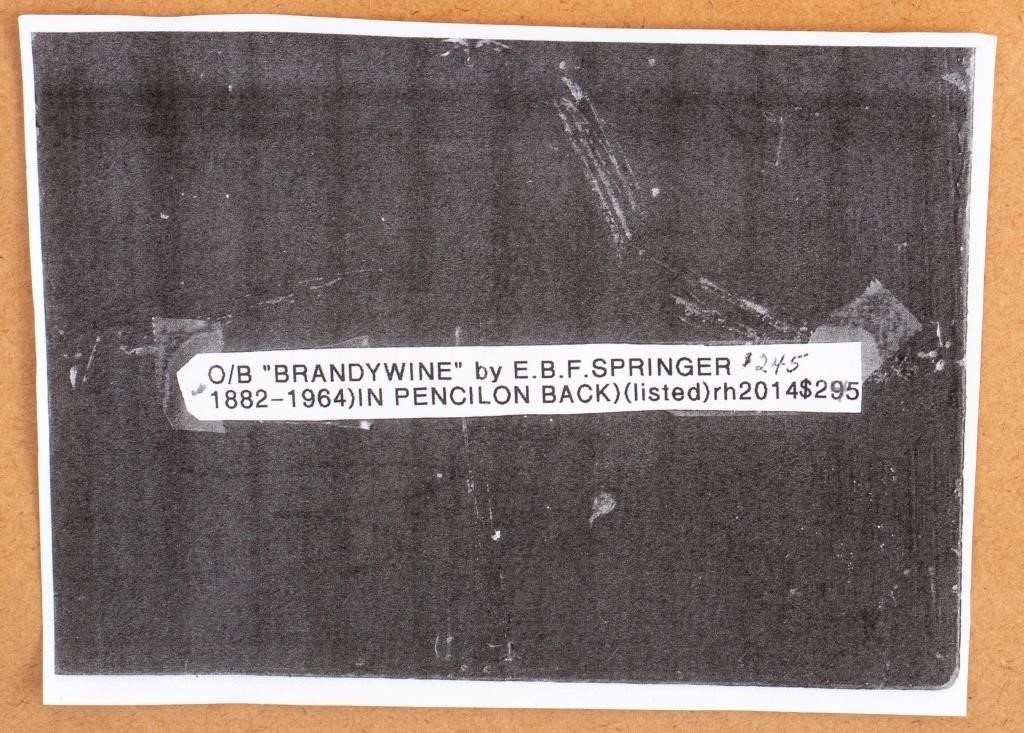 O/B "BRANDYWINE" by E.B.F.SPRINGER $245
1882-1964)IN PENCILON BACK)(listed)rh2014$295